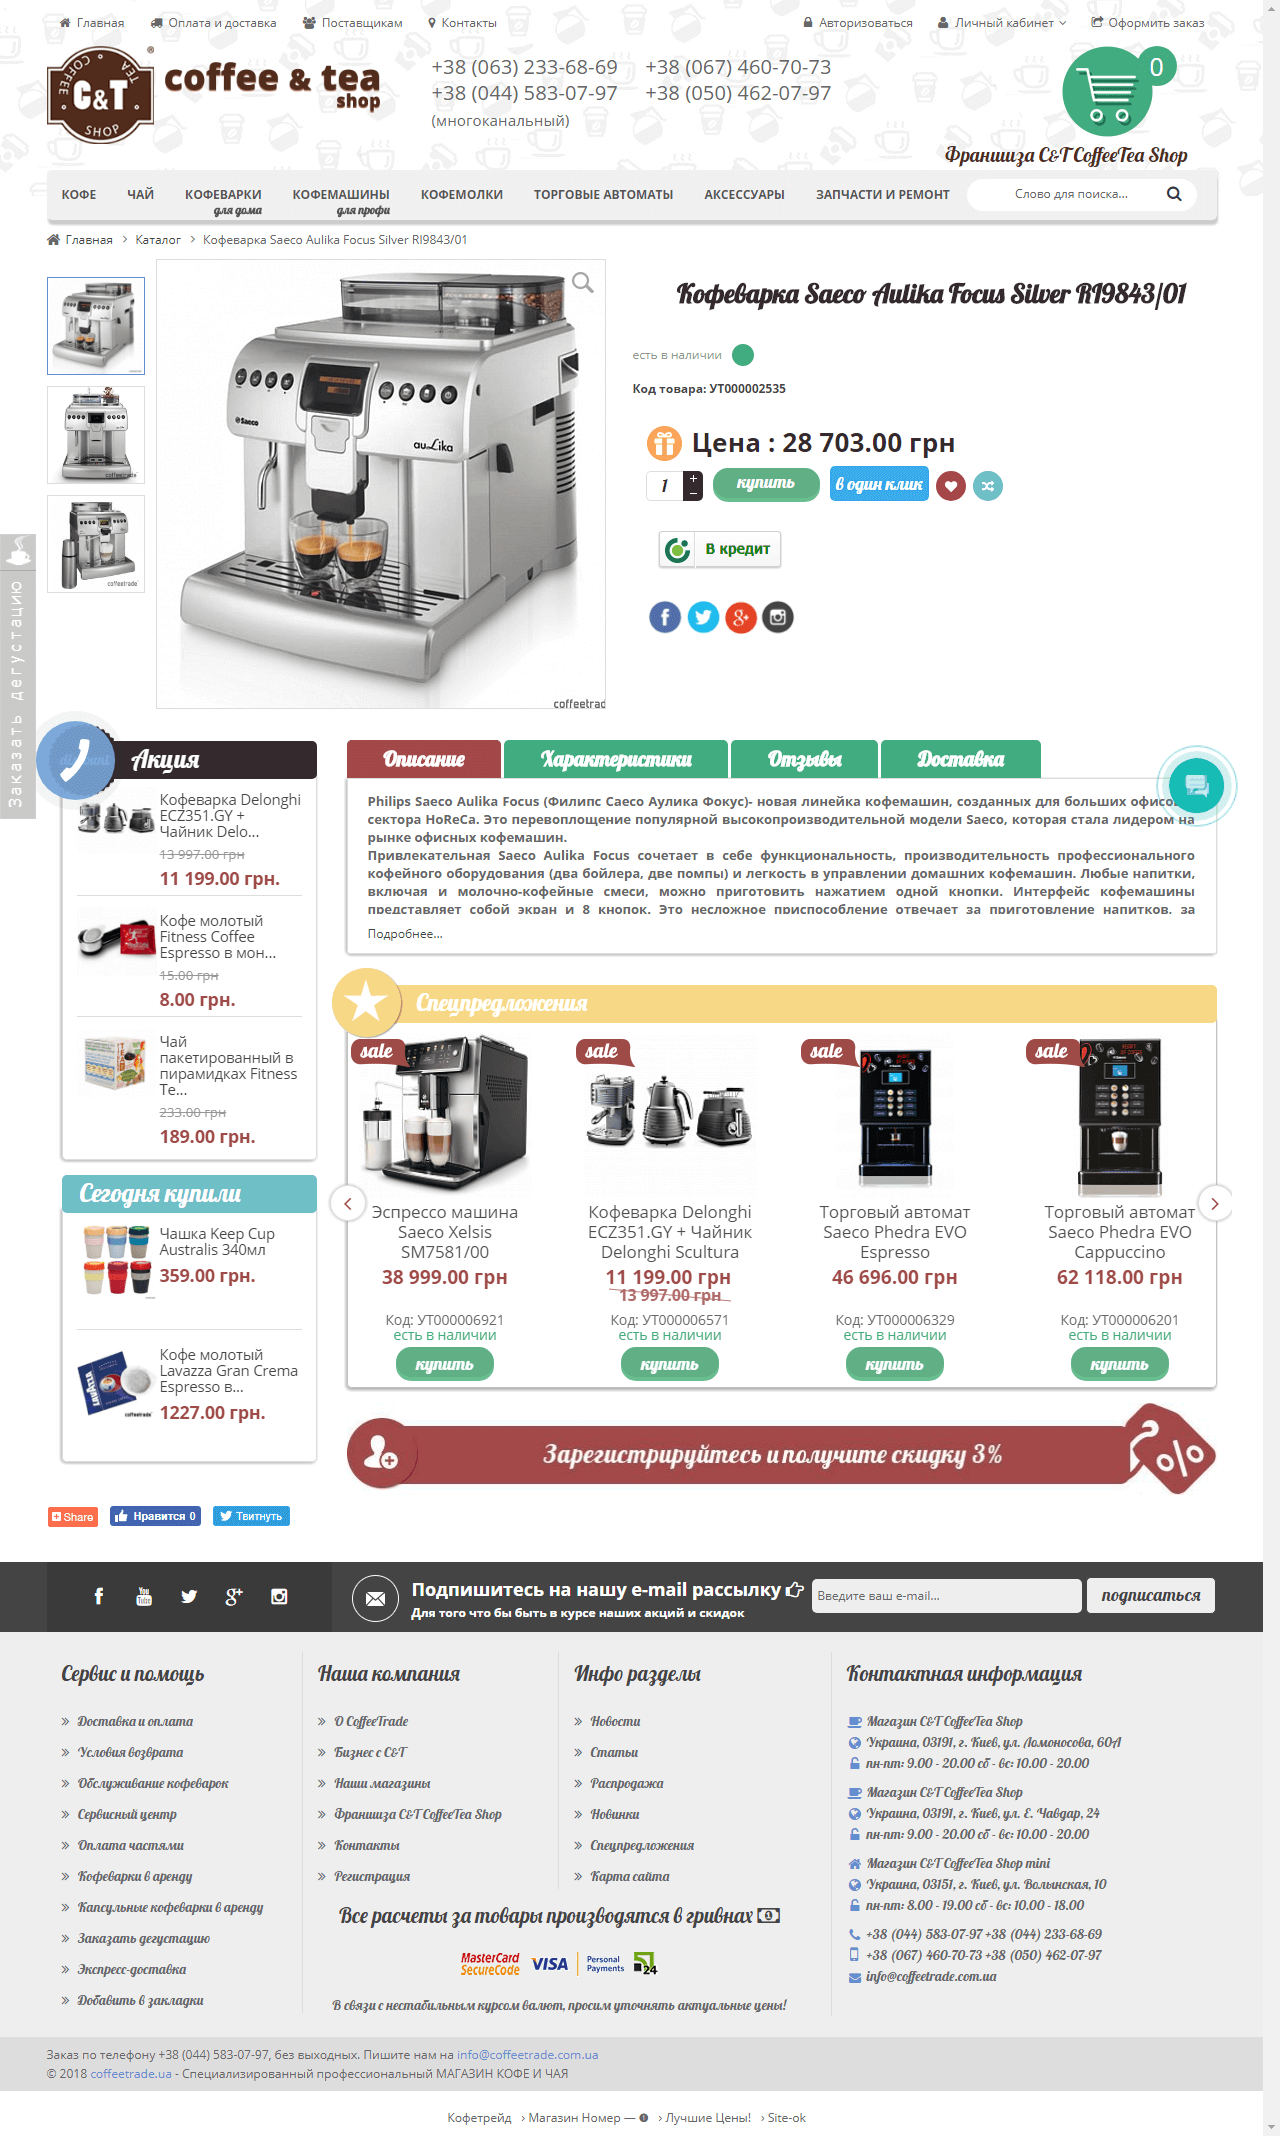 Главная
Оплата и доставка
Поставщикам
Контакты
Авторизоваться
Личный кабинет
Оформить заказ
COFFEE TEA
C&T
SHOP
®
coffee & tea
shop
+38 (063) 233-68-69 +38 (067) 460-70-73
+38 (044) 583-07-97 +38 (050) 462-07-97
(многоканальный)
0
Франшиза C&T CoffeeTea Shop
КОФЕ
ЧАЙ
КОФЕВАРКИ
для дома
КОФЕМАШИНЫ
для профи
КОФЕМОЛКИ
ТОРГОВЫЕ АВТОМАТЫ
АКСЕССУАРЫ
ЗАПЧАСТИ И РЕМОНТ
Слово для поиска...
Главная > Каталог > Кофеварка Saeco Aulika Focus Silver RI9843/01
Saeco
auLika
coffeetrad
coffeetrade
coffeetrade
Кофеварка Saeco Aulika Focus Silver RI9843/01
есть в наличии
Код товара: УТ000002535
Цена : 28 703.00 грн
1
+
−
купить
в один клик
В кредит
Заказать дегустацию
Акция
Кофеварка Delonghi
ECZ351.GY +
Чайник Delo...
13 997.00 грн
11 199.00 грн.
Кофе молотый
Fitness Coffee
Espresso в мон...
15.00 грн
8.00 грн.
Чай
пакетированный в
пирамидках Fitness
Te...
233.00 грн
189.00 грн.
Сегодня купили
Чашка Keep Cup
Australis 340мл
359.00 грн.
Кофе молотый
Lavazza Gran Crema
Espresso в...
1227.00 грн.
LAVAZZA
coffeetrade
Описание
Характеристики
Отзывы
Доставка
Philips Saeco Aulika Focus (Филипс Саесо Аулика Фокус)- новая линейка кофемашин, созданных для больших офисов
сектора HoReCa. Это перевоплощение популярной высокопроизводительной модели Saeco, которая стала лидером на
рынке офисных кофемашин.
Привлекательная Saeco Aulika Focus сочетает в себе функциональность, производительность профессионального
кофейного оборудования (два бойлера, две помпы) и легкость в управлении домашних кофемашин. Любые напитки,
включая и молочно-кофейные смеси, можно приготовить нажатием одной кнопки. Интерфейс кофемашины
представляет собой экран и 8 кнопок. Это несложное приспособление отвечает за приготовление напитков, за
Подробнее...
Спецпредложения
sale
sale
sale
sale
Эспрессо машина
Saeco Xelsis
SM7581/00
38 999.00 грн
Код: УТ000006921
есть в наличии
купить
Кофеварка Delonghi
ECZ351.GY + Чайник
Delonghi Scultura
11 199.00 грн
13 997.00 грн
Код: УТ000006571
есть в наличии
купить
Торговый автомат
Saeco Phedra EVO
Espresso
46 696.00 грн
Код: УТ000006329
есть в наличии
купить
Торговый автомат
Saeco Phedra EVO
Cappuccino
62 118.00 грн
Код: УТ000006201
есть в наличии
купить
Зарегистрируйтесь и получите скидку 3%
%
Share
Нравится 0
Твитнуть
You Tube
Подпишитесь на нашу e-mail рассылку
Для того что бы быть в курсе наших акций и скидок
Введите ваш e-mail...
подписаться
Сервис и помощь
Доставка и оплата
Условия возврата
Обслуживание кофеварок
Сервисный центр
Оплата частями
Кофеварки в аренду
Капсульные кофеварки в аренду
Заказать дегустацию
Экспресс-доставка
Добавить в закладки
Наша компания
О CoffeeTrade
Бизнес с C&T
Наши магазины
Франшиза C&T CoffeeTea Shop
Контакты
Регистрация
Инфо разделы
Новости
Статьи
Распродажа
Новинки
Спецпредложения
Карта сайта
Все расчеты за товары производятся в гривнах
MasterCard SecureCode
VISA
Personal Payments
24
В связи с нестабильным курсом валют, просим уточнять актуальные цены!
Контактная информация
Магазин C&T CoffeeTea Shop
Украина, 03191, г. Киев, ул. Ломоносова, 60А
пн-пт: 9.00 - 20.00 сб - вс: 10.00 - 20.00
Магазин C&T CoffeeTea Shop
Украина, 03191, г. Киев, ул. Е. Чавдар, 24
пн-пт: 9.00 - 20.00 сб - вс: 10.00 - 20.00
Магазин C&T CoffeeTea Shop mini
Украина, 03151, г. Киев, ул. Волынская, 10
пн-пт: 8.00 - 19.00 сб - вс: 10.00 - 18.00
+38 (044) 583-07-97 +38 (044) 233-68-69
+38 (067) 460-70-73 +38 (050) 462-07-97
info@coffeetrade.com.ua
Заказ по телефону +38 (044) 583-07-97, без выходных. Пишите нам на info@coffeetrade.com.ua
© 2018 coffeetrade.ua - Специализированный профессиональный МАГАЗИН КОФЕ И ЧАЯ
Кофетрейд › Магазин Номер — ❶ › Лучшие Цены! › Site-ok